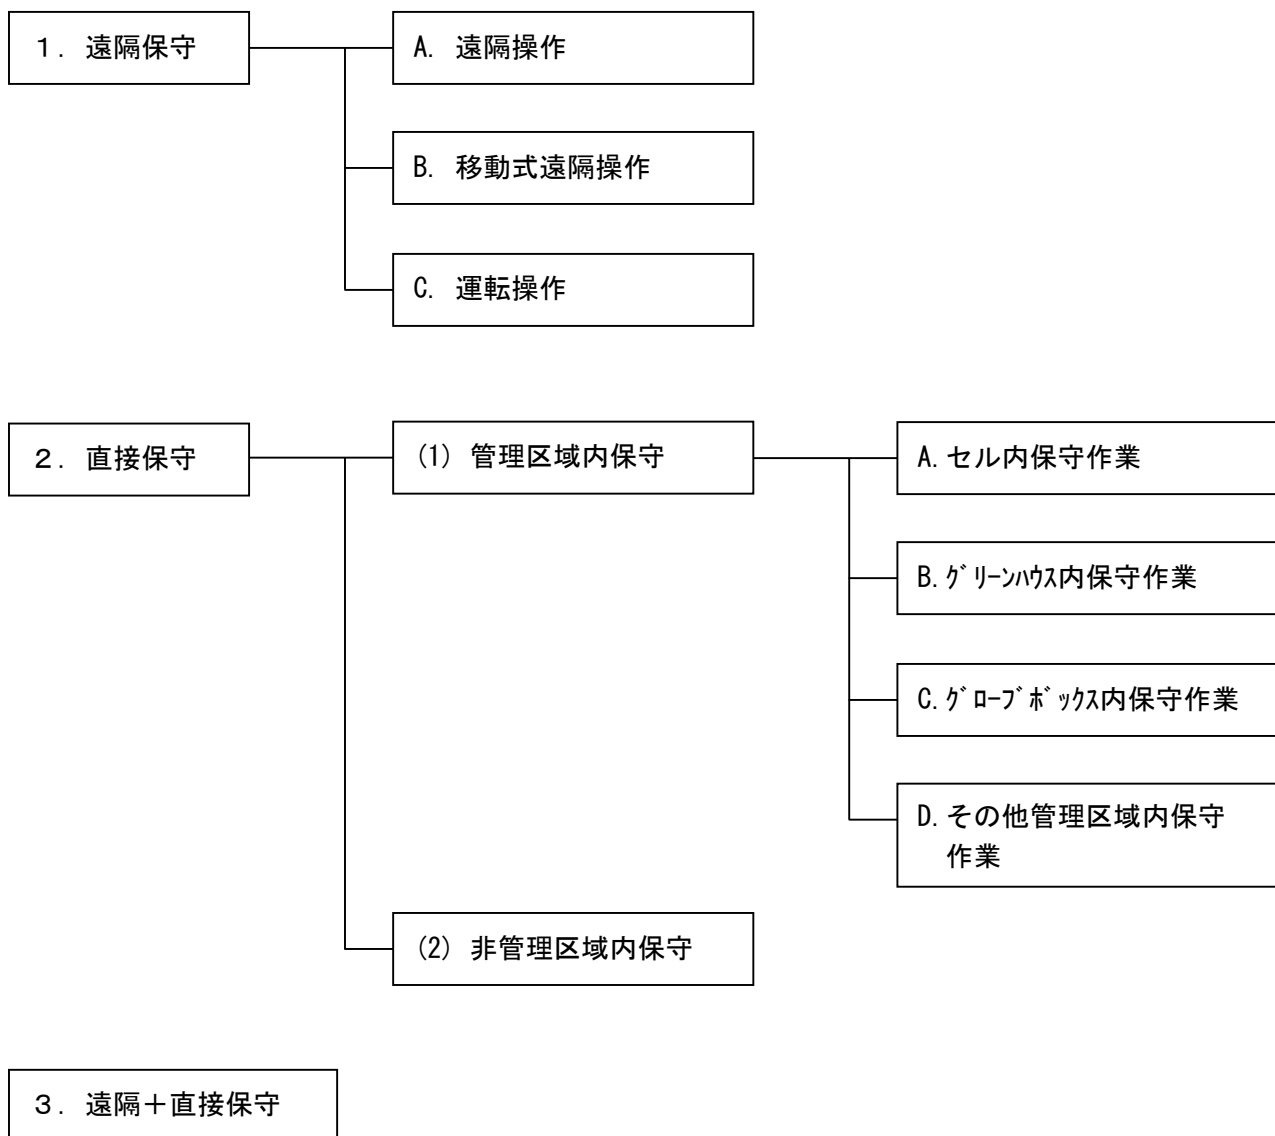 １．遠隔保守
A. 遠隔操作
B. 移動式遠隔操作
C. 運転操作
２．直接保守
(1) 管理区域内保守
A.セル内保守作業
B.ｸﾞﾘｰﾝﾊｳｽ内保守作業
C.ｸﾞﾛｰﾌﾞﾎﾞｯｸｽ内保守作業
D.その他管理区域内保守
作業
(2) 非管理区域内保守
３．遠隔＋直接保守